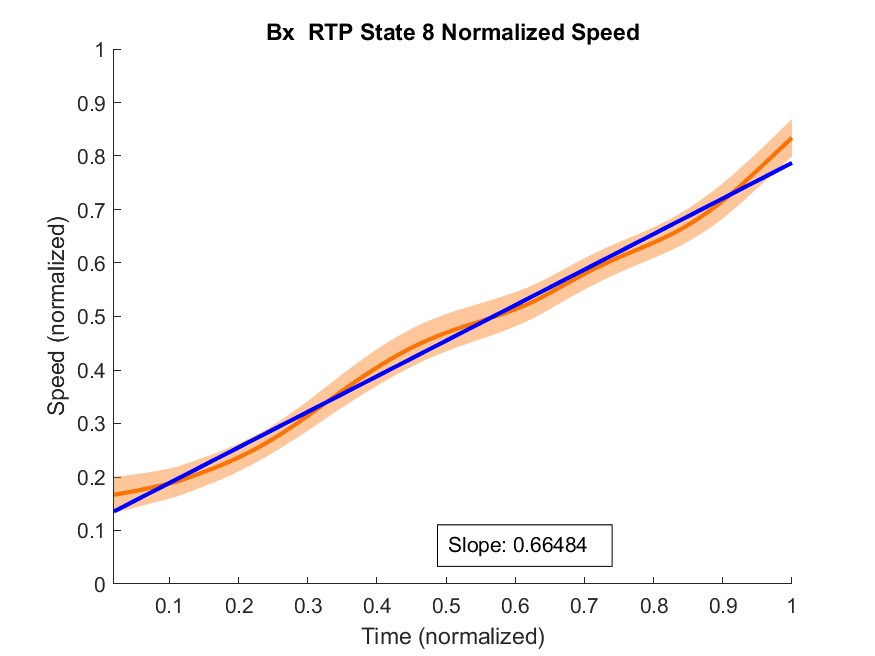 Bx  RTP State 8 Normalized Speed
1
0.9
0.8
0.7
0.6
0.5
0.4
0.3
0.2
0.1
0
Speed (normalized)
Slope: 0.66484
0.1 0.2 0.3 0.4 0.5 0.6 0.7 0.8 0.9 1
Time (normalized)